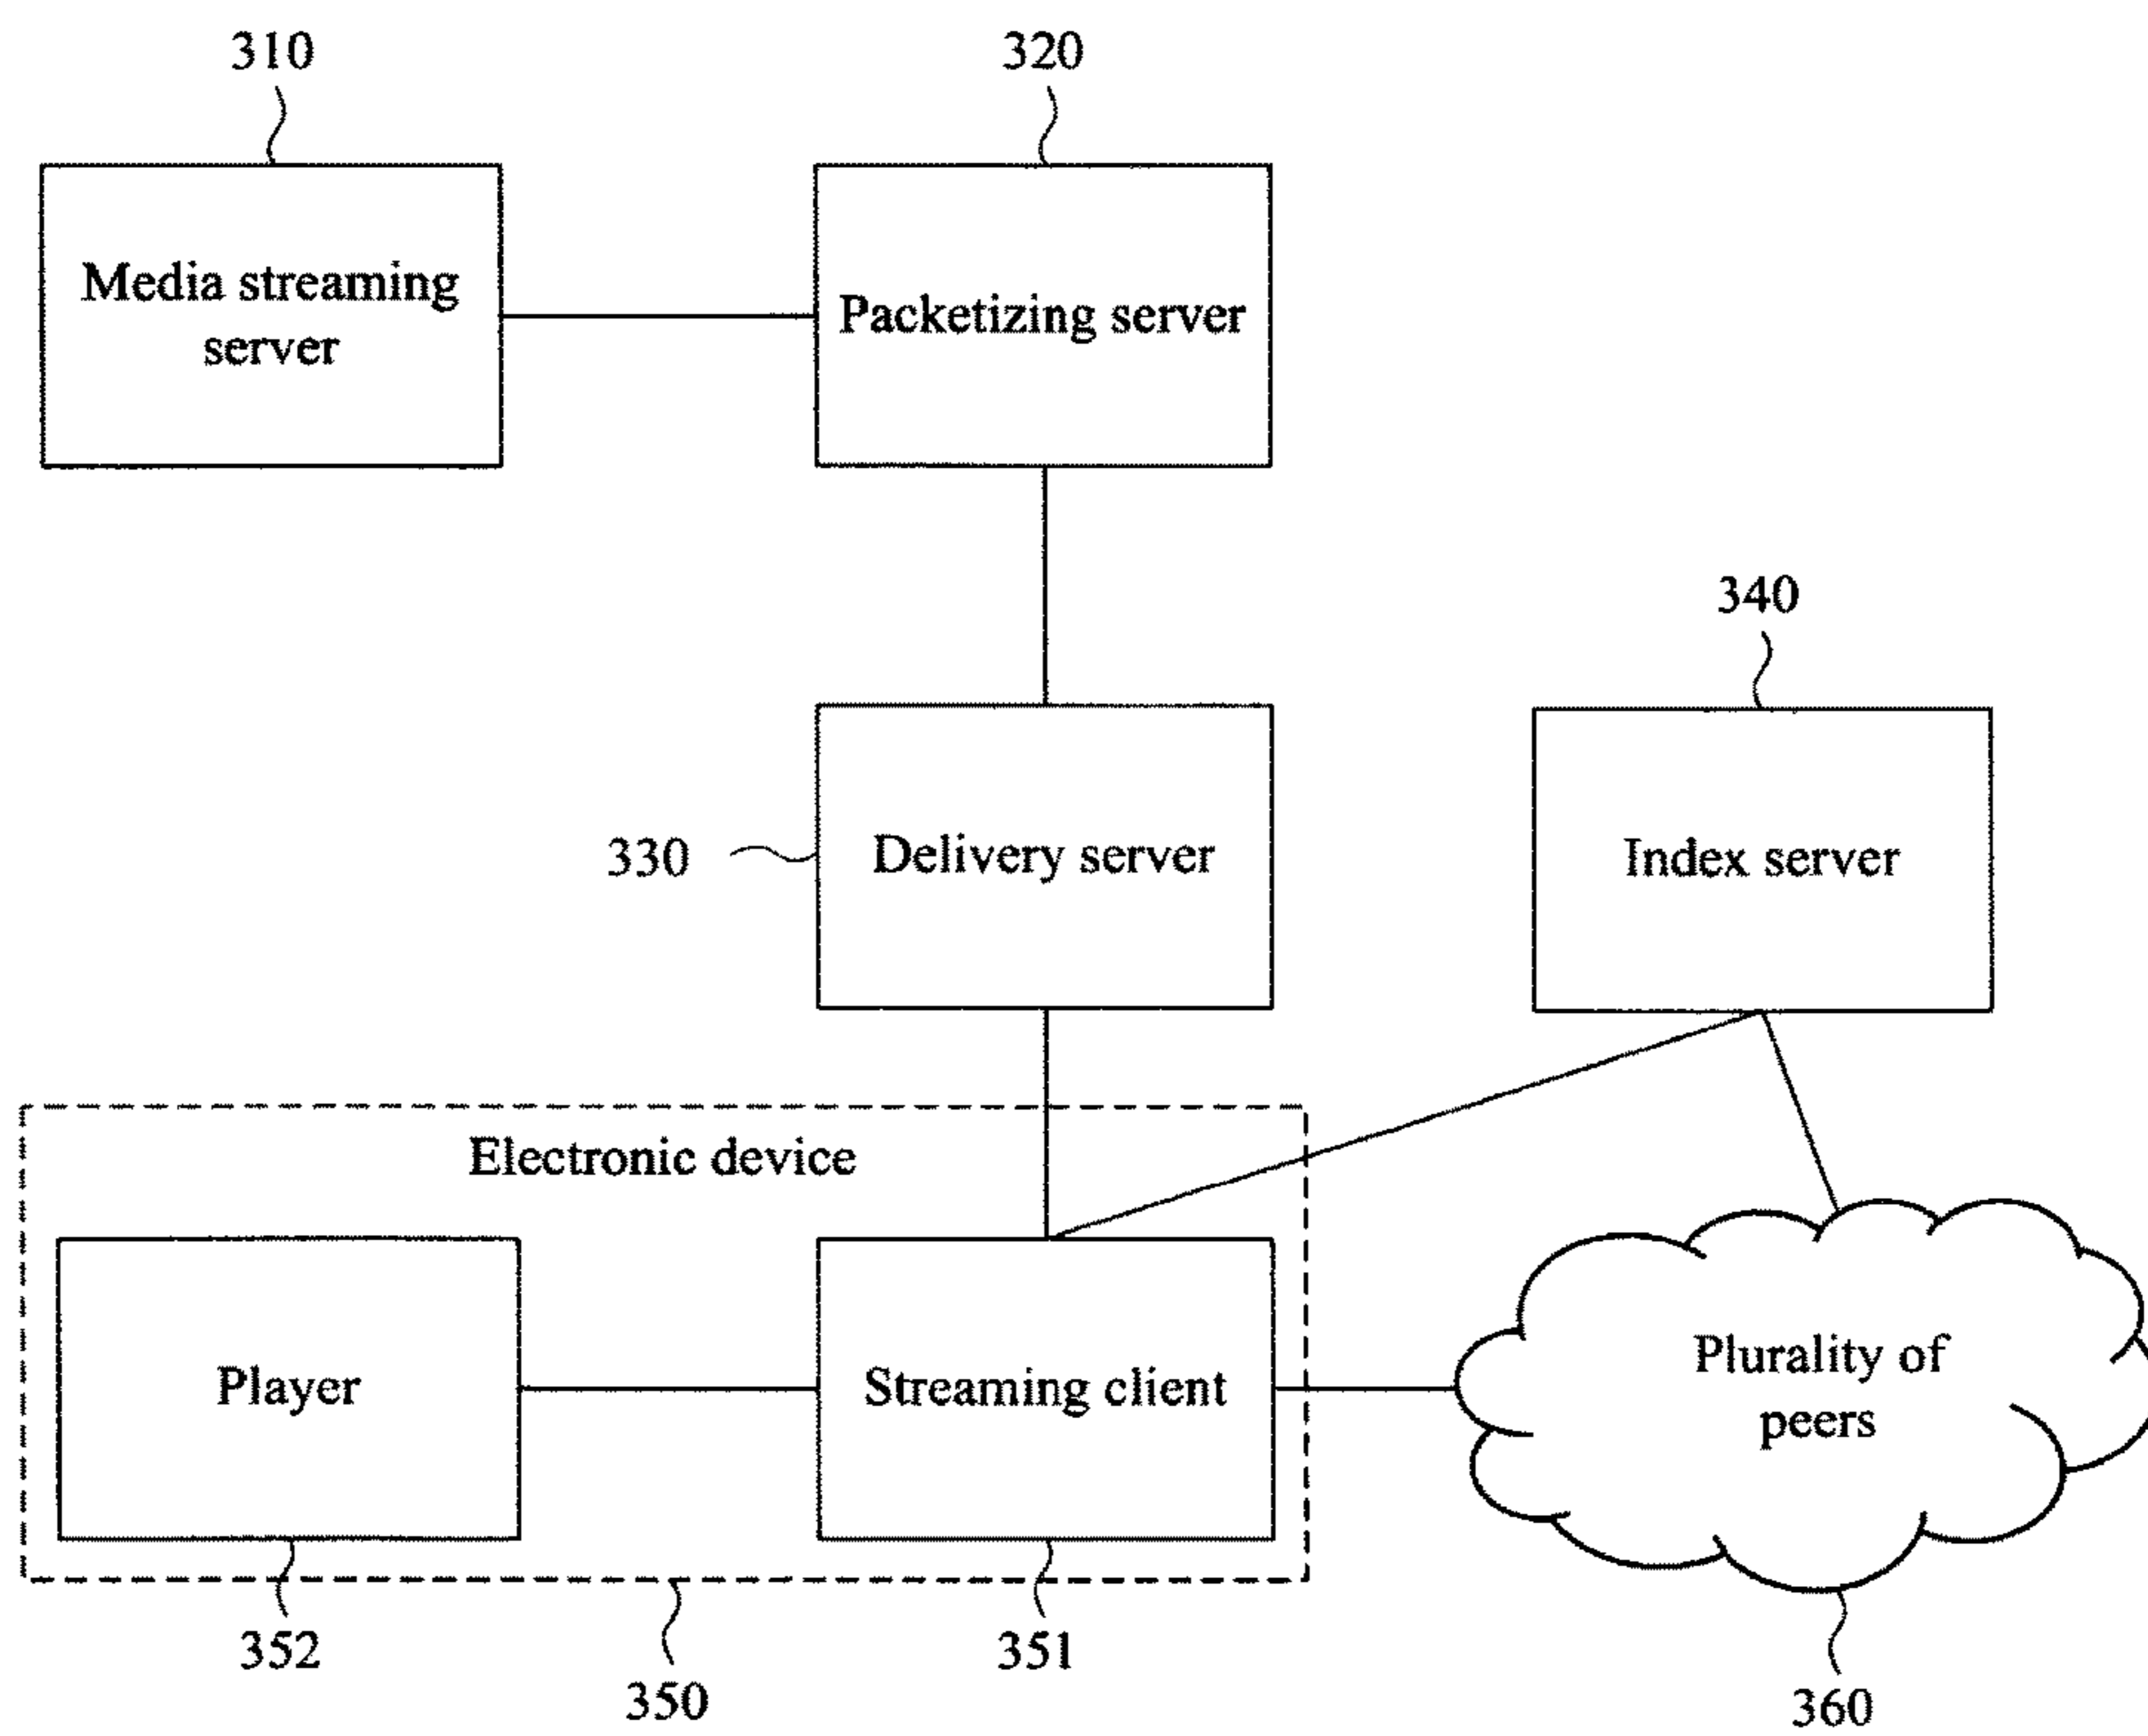 310
320
Media streaming
server
Packetizing server
340
330
Delivery server
Index server
Electronic device
Player
Streaming client
Plurality of
peers
352
351
350
360